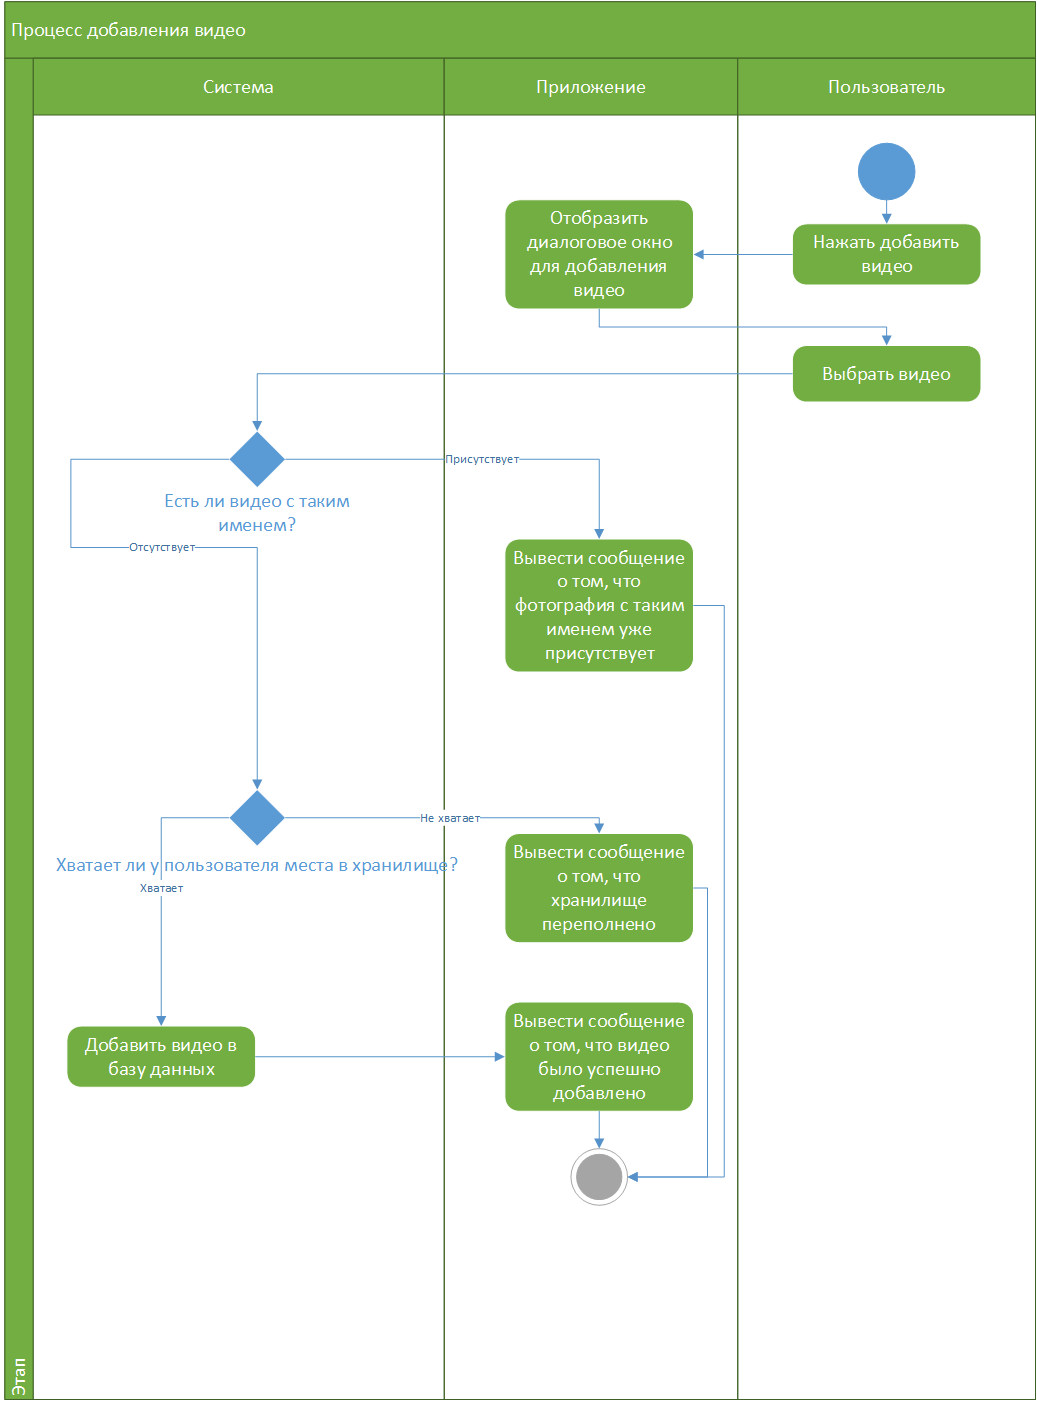 Процесс добавления видео
Система
Приложение
Пользователь
Отобразить
диалоговое окно
для добавления
видео
Нажать добавить
видео
Выбрать видео
Присутствует
Есть ли видео с таким
именем?
Отсутствует
Вывести сообщение
о том, что
фотография с таким
именем уже
присутствует
Не хватает
Хватает ли у пользователя места в хранилище?
Хватает
Вывести сообщение
о том, что
хранилище
переполнено
Добавить видео в
базу данных
Вывести сообщение
о том, что видео
было успешно
добавлено
Этап